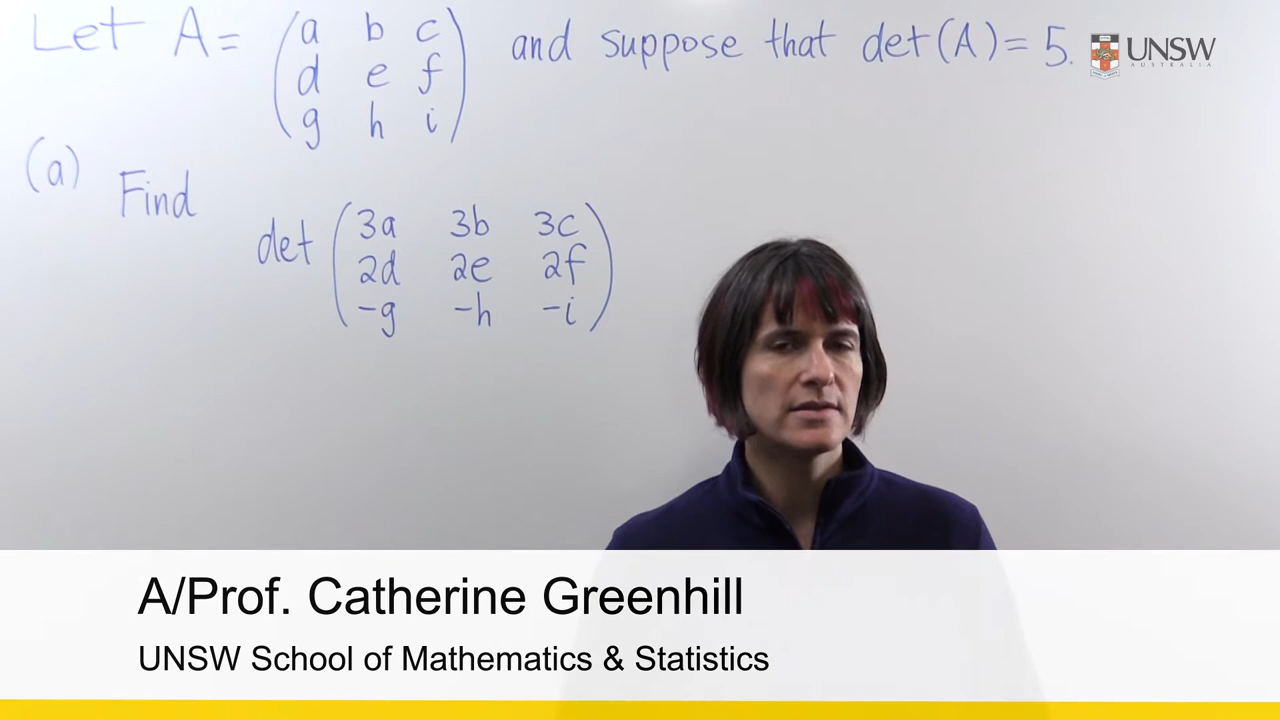 Let A = (a b c
d e f
g h i) and suppose that det(A) = 5.
UNSW
AUSTRALIA
(a) Find
det (3a 3b 3c
2d 2e 2f
-g -h -i)
A/Prof. Catherine Greenhill
UNSW School of Mathematics & Statistics